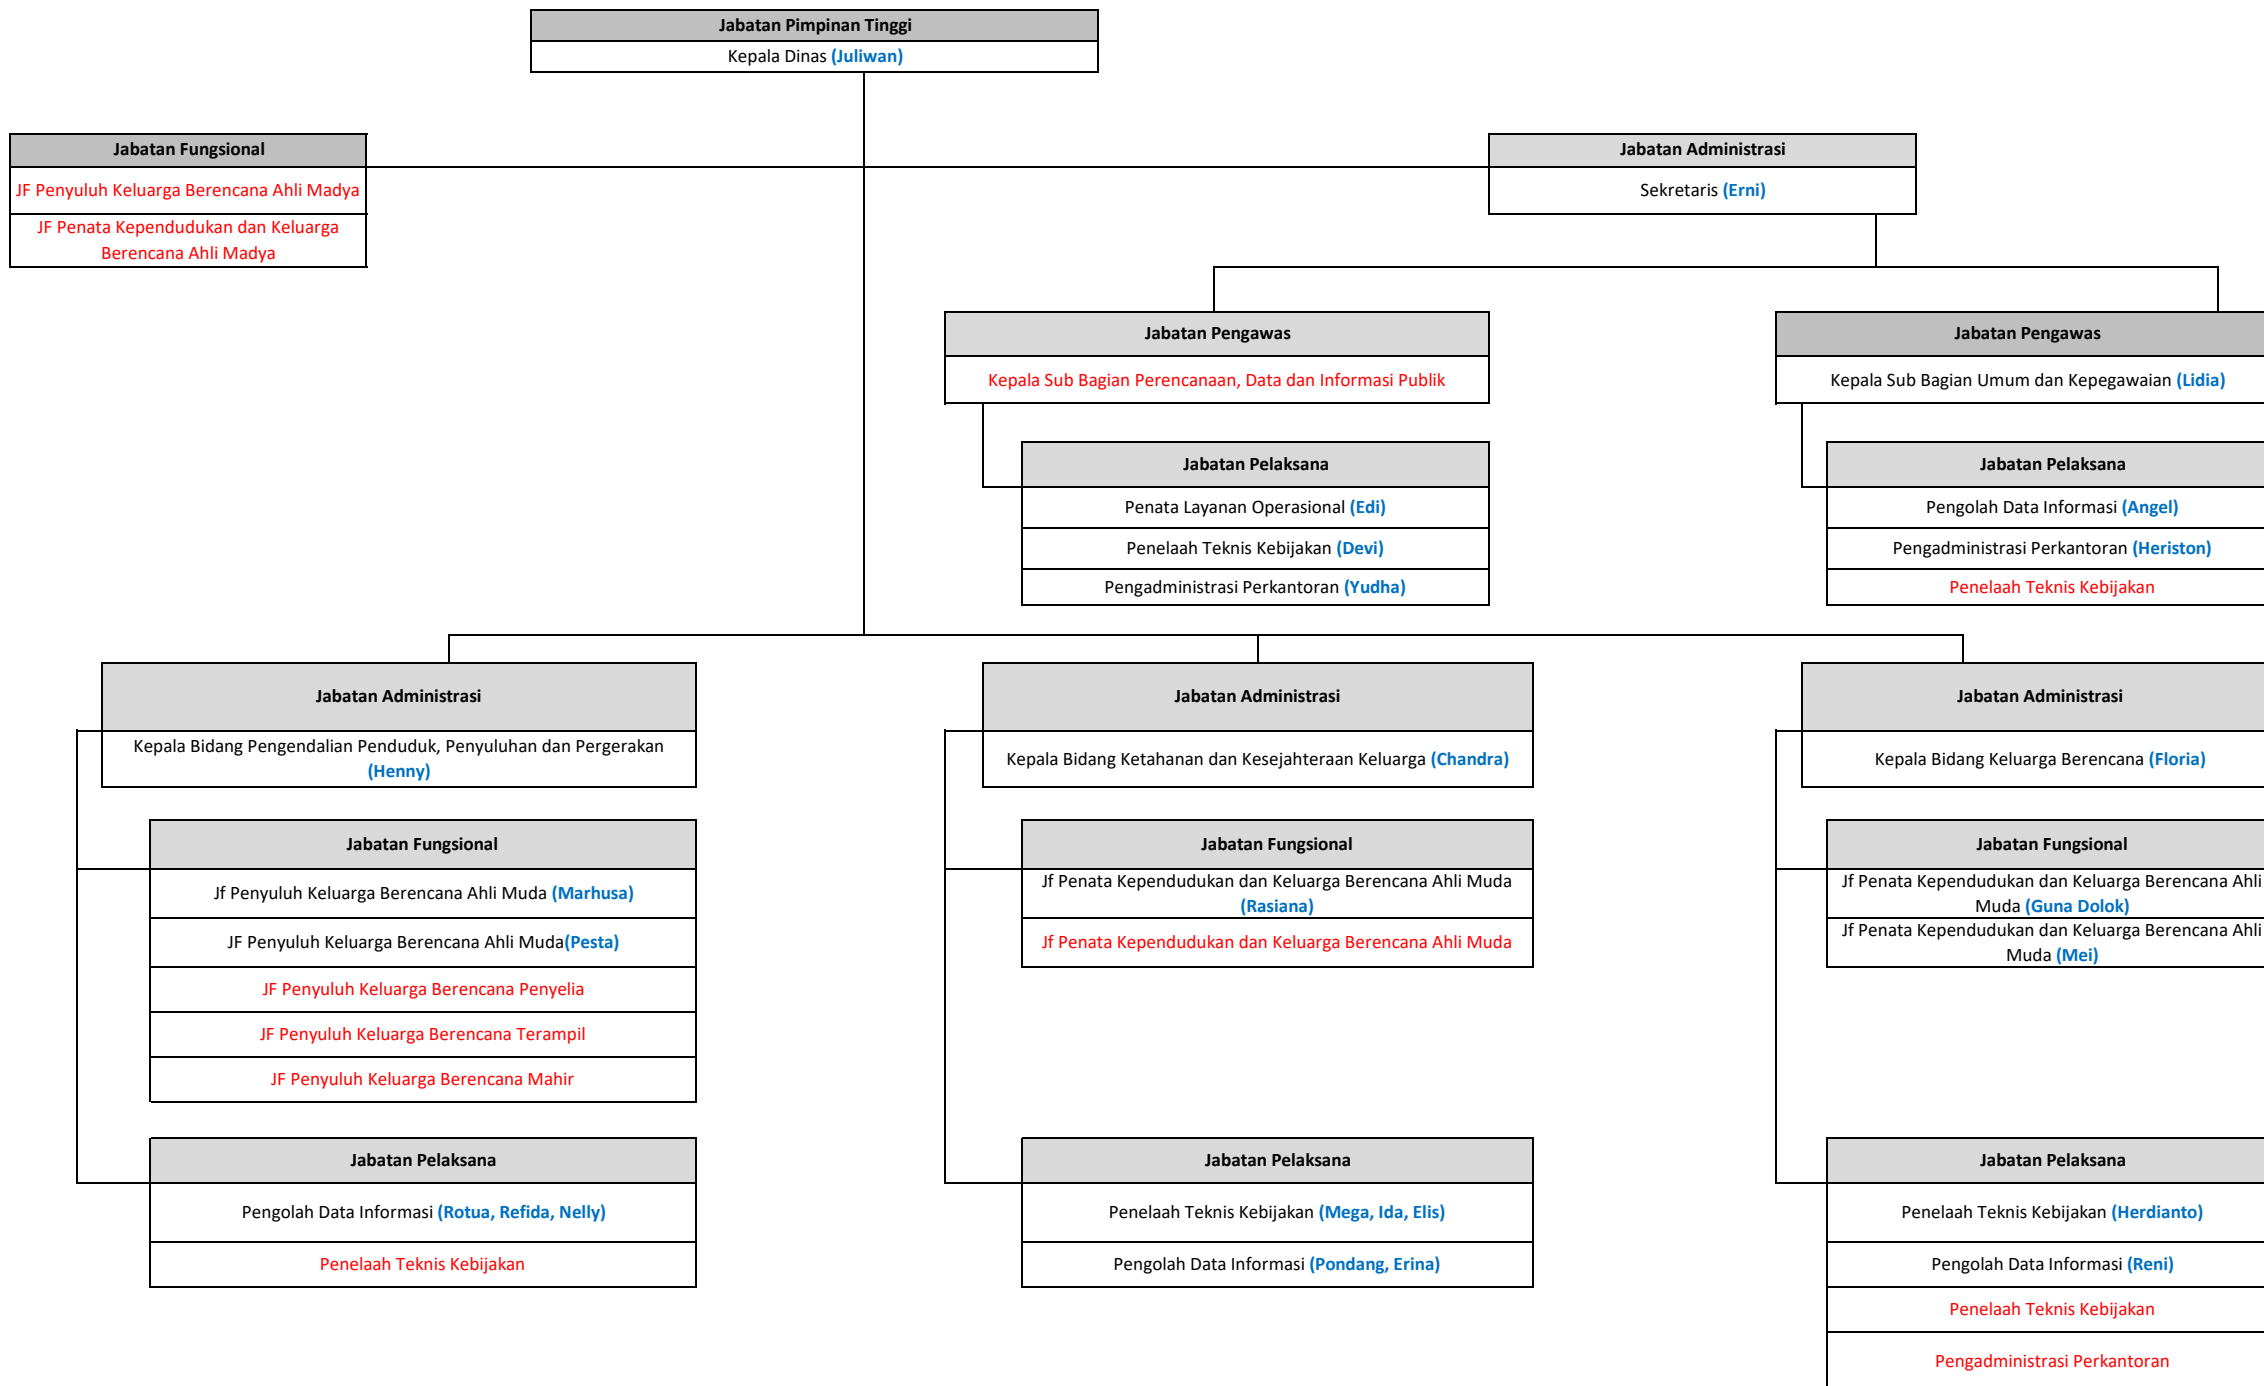 Jabatan Pimpinan Tinggi
Kepala Dinas (Juliwan)
Jabatan Fungsional
JF Penyuluh Keluarga Berencana Ahli Madya
JF Penata Kependudukan dan Keluarga
Berencana Ahli Madya
Jabatan Administrasi
Sekretaris (Erni)
Jabatan Pengawas
Kepala Sub Bagian Perencanaan, Data dan Informasi Publik
Jabatan Pelaksana
Penata Layanan Operasional (Edi)
Penelaah Teknis Kebijakan (Devi)
Pengadministrasi Perkantoran (Yudha)
Jabatan Pengawas
Kepala Sub Bagian Umum dan Kepegawaian (Lidia)
Jabatan Pelaksana
Pengolah Data Informasi (Angel)
Pengadministrasi Perkantoran (Heriston)
Penelaah Teknis Kebijakan
Jabatan Administrasi
Kepala Bidang Pengendalian Penduduk, Penyuluhan dan Pergerakan
(Henny)
Jabatan Fungsional
Jf Penyuluh Keluarga Berencana Ahli Muda (Marhusa)
JF Penyuluh Keluarga Berencana Ahli Muda(Pesta)
JF Penyuluh Keluarga Berencana Penyelia
JF Penyuluh Keluarga Berencana Terampil
JF Penyuluh Keluarga Berencana Mahir
Jabatan Pelaksana
Pengolah Data Informasi (Rotua, Refida, Nelly)
Penelaah Teknis Kebijakan
Jabatan Administrasi
Kepala Bidang Ketahanan dan Kesejahteraan Keluarga (Chandra)
Jabatan Fungsional
Jf Penata Kependudukan dan Keluarga Berencana Ahli Muda
(Rasiana)
Jf Penata Kependudukan dan Keluarga Berencana Ahli Muda
Jabatan Pelaksana
Penelaah Teknis Kebijakan (Mega, Ida, Elis)
Pengolah Data Informasi (Pondang, Erina)
Jabatan Administrasi
Kepala Bidang Keluarga Berencana (Floria)
Jabatan Fungsional
Jf Penata Kependudukan dan Keluarga Berencana Ahli
Muda (Guna Dolok)
Jf Penata Kependudukan dan Keluarga Berencana Ahli
Muda (Mei)
Jabatan Pelaksana
Penelaah Teknis Kebijakan (Herdianto)
Pengolah Data Informasi (Reni)
Penelaah Teknis Kebijakan
Pengadministrasi Perkantoran